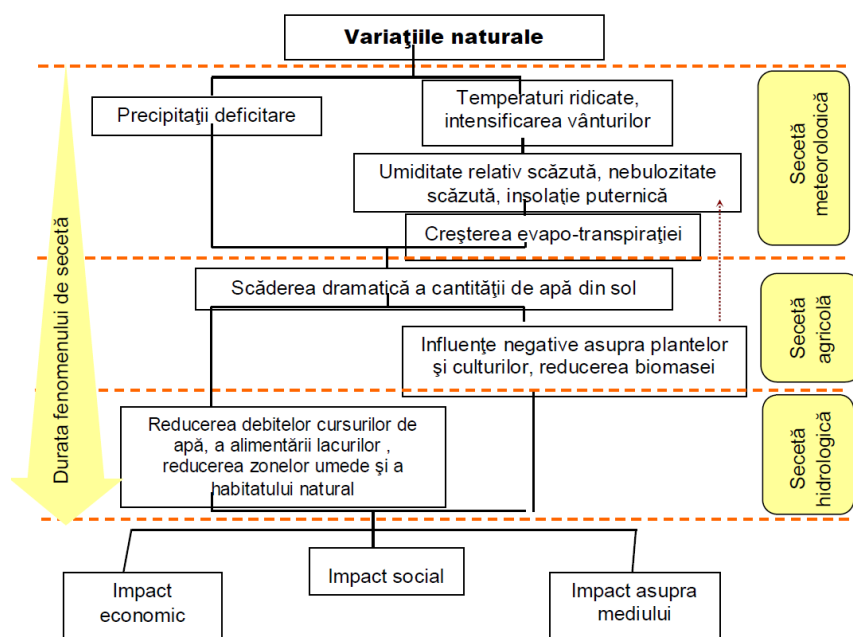 Variaţiile naturale
Precipitaţii deficitare
Temperaturi ridicate,
intensificarea vânturilor
Umiditate relativ scăzută, nebulozitate
scăzută, insolaţie puternică
Creşterea evapo-transpiraţiei
Secetă
meteorologică
Scăderea dramatică a cantităţii de apă din sol
Influenţe negative asupra plantelor
şi culturilor, reducerea biomasei
Secetă
agricolă
Reducerea debitelor cursurilor de
apă, a alimentării lacurilor ,
reducerea zonelor umede şi a
habitatului natural
Secetă
hidrologică
Durata fenomenului de secetă
Impact
economic
Impact social
Impact asupra
mediului